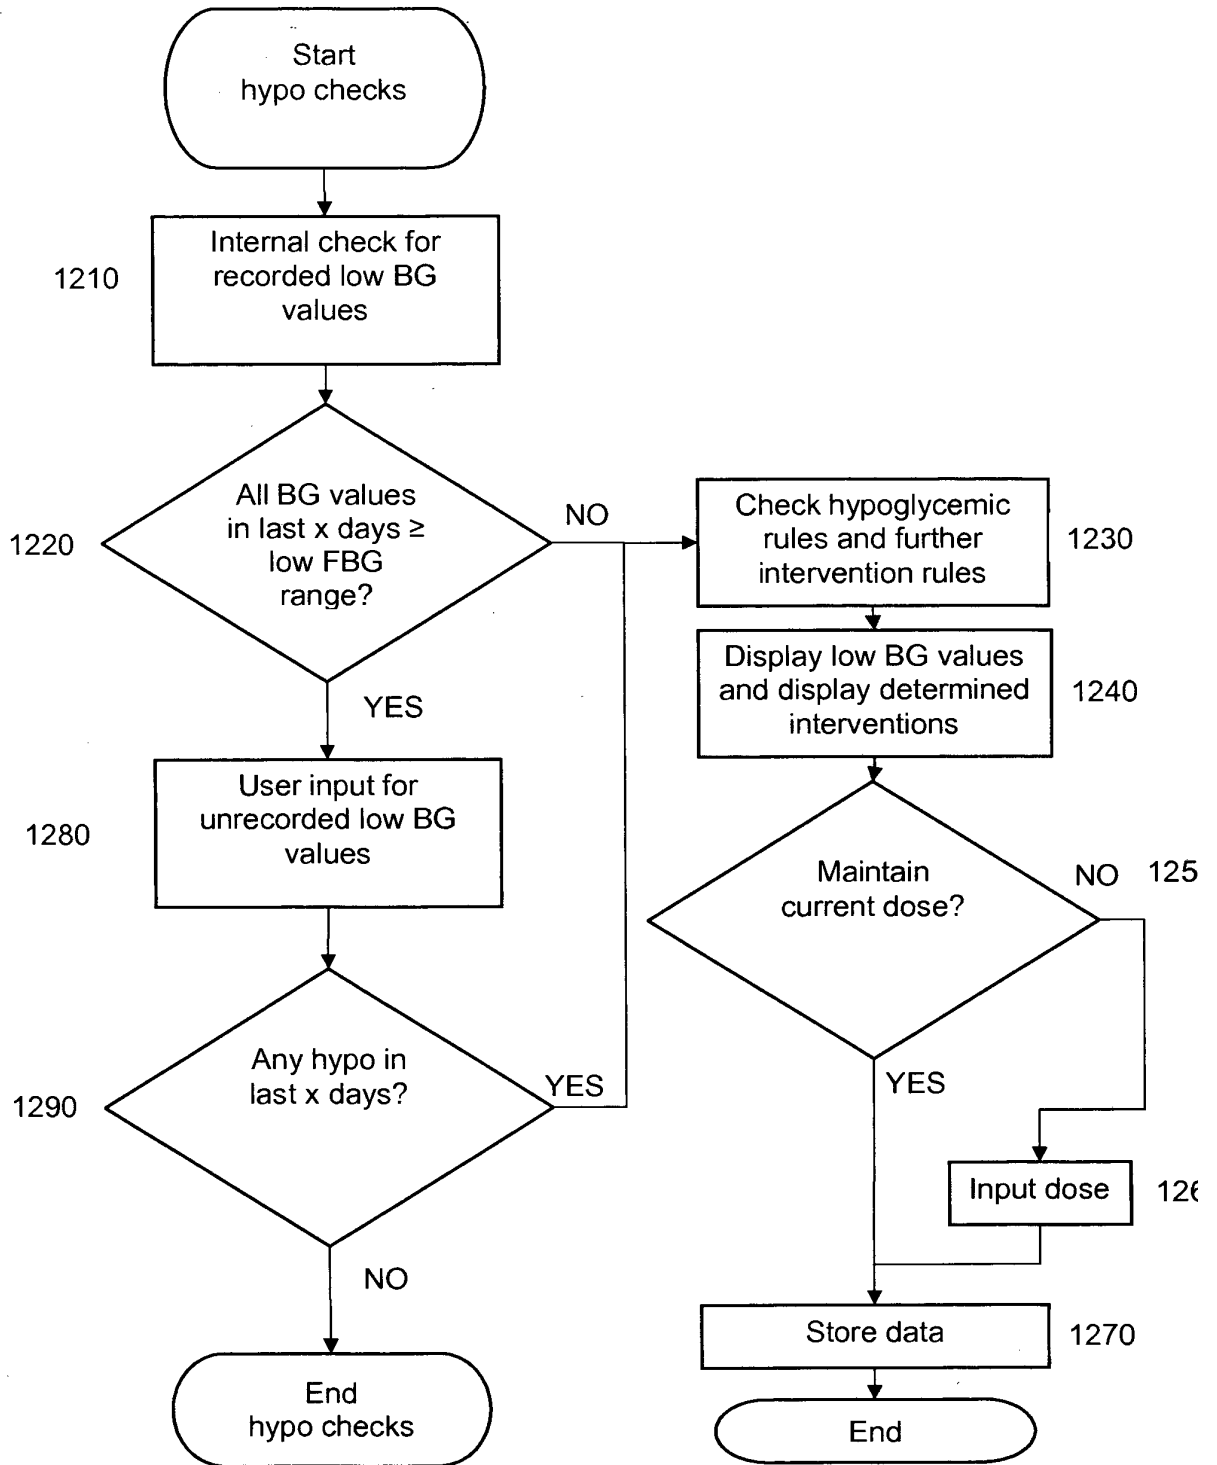 Start
hypo checks
1210
Internal check for
recorded low BG
values
1220
All BG values
in last x days ≥
low FBG
range?
NO
YES
Check hypoglycemic
rules and further
intervention rules
1230
Display low BG values
and display determined
interventions
1240
1280
User input for
unrecorded low BG
values
Maintain
current dose?
NO
125
YES
1290
Any hypo in
last x days?
YES
NO
Input dose
126
Store data
1270
End
hypo checks
End